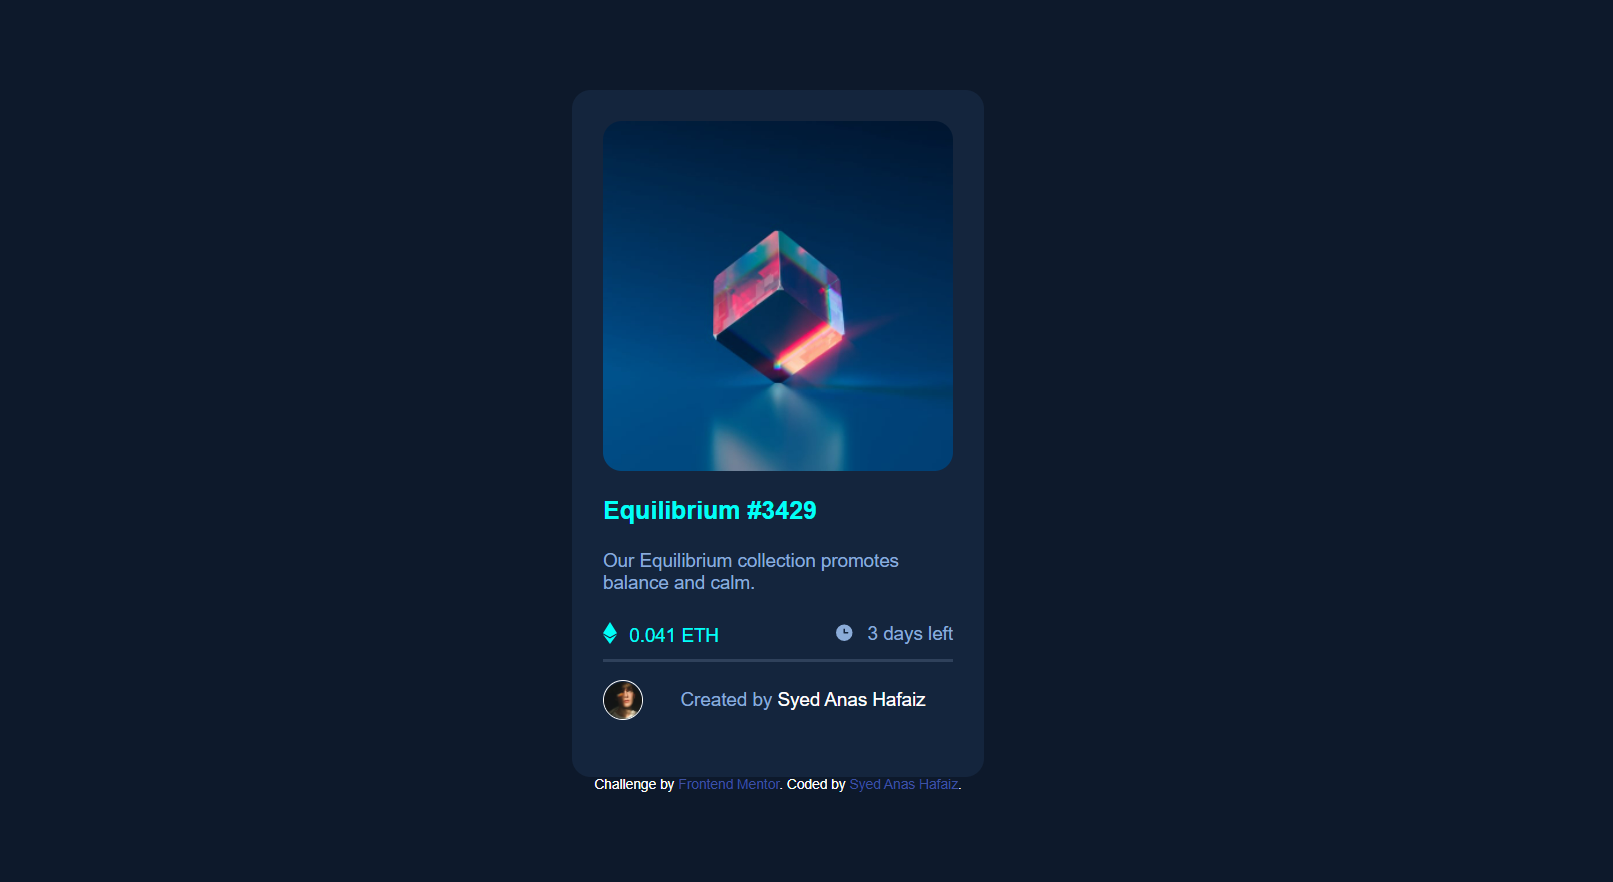 Equilibrium #3429
Our Equilibrium collection promotes
balance and calm.
0.041 ETH
3 days left
Created by Syed Anas Hafaiz
Challenge by Frontend Mentor. Coded by Syed Anas Hafaiz.